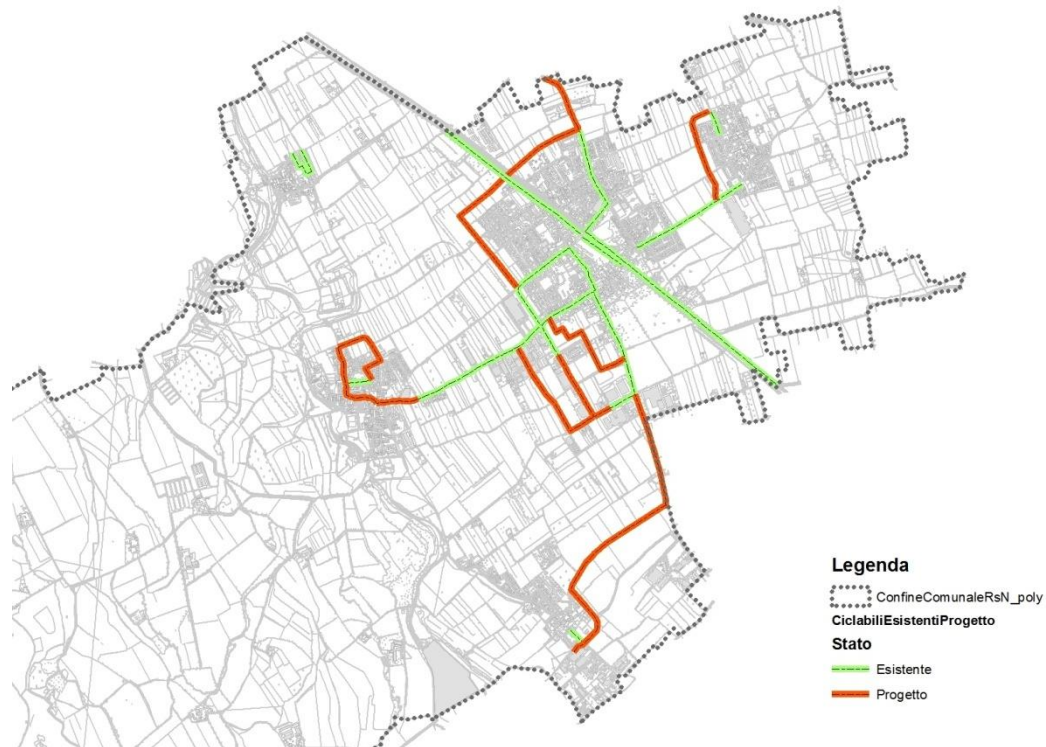 Legenda
ConfineComunaleRsN_poly
CiclabiliEsistentiProgetto
Stato
Esistente
Progetto